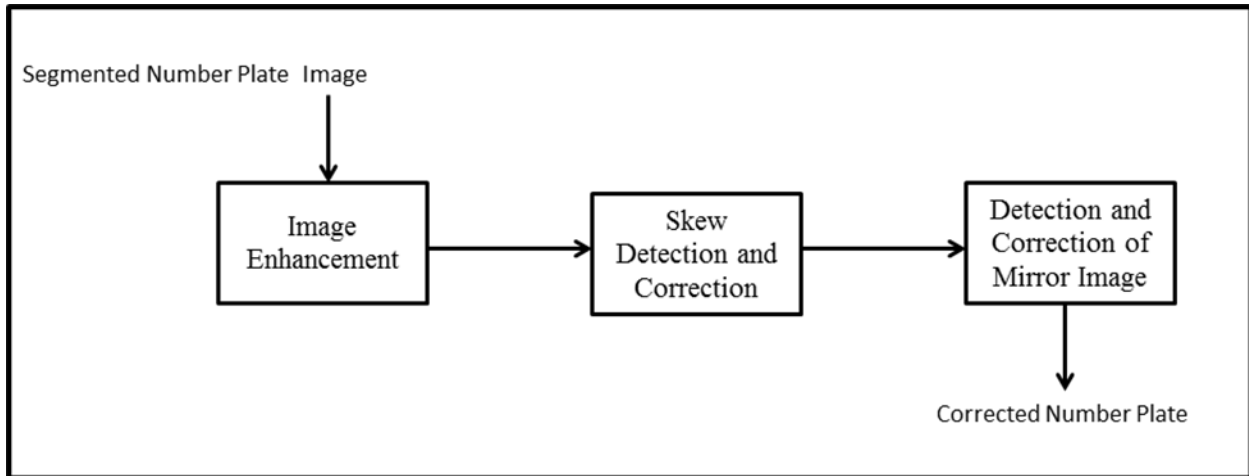 Segmented Number Plate Image
Image
Enhancement
Skew
Detection and
Correction
Detection and
Correction of
Mirror Image
Corrected Number Plate